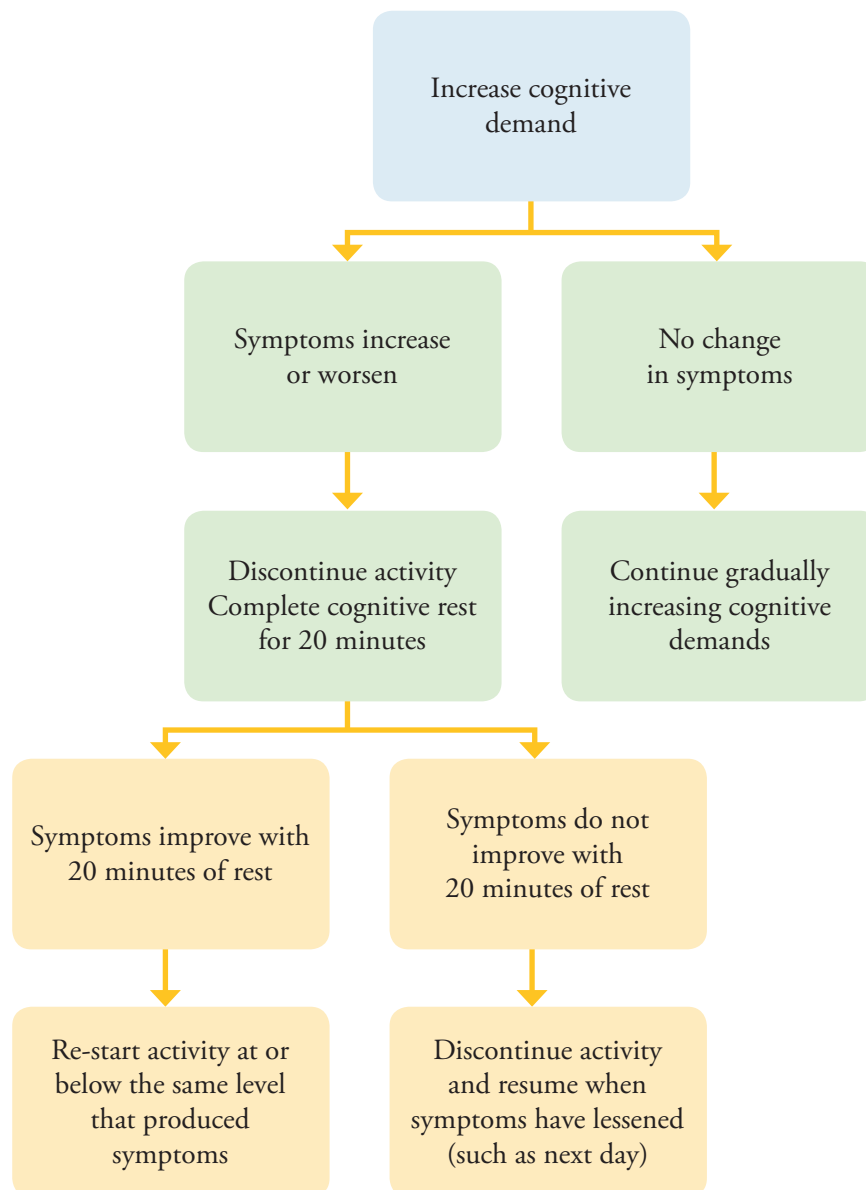 Increase cognitive
demand
Symptoms increase
or worsen
No change
in symptoms
Discontinue activity
Complete cognitive rest
for 20 minutes
Continue gradually
increasing cognitive
demands
Symptoms improve with
20 minutes of rest
Symptoms do not
improve with
20 minutes of rest
Re-start activity at or
below the same level
that produced
symptoms
Discontinue activity
and resume when
symptoms have lessened
(such as next day)